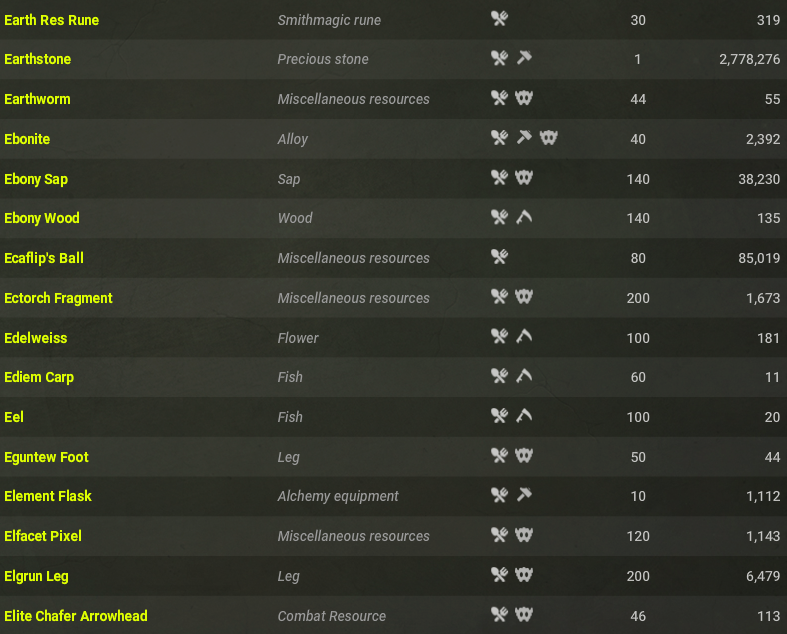 Earth Res Rune Smithmagic rune 30 319
Earthstone Precious stone 1 2,778,276
Earthworm Miscellaneous resources 44 55
Ebonite Alloy 40 2,392
Ebony Sap Sap 140 38,230
Ebony Wood Wood 140 135
Ecaflip's Ball Miscellaneous resources 80 85,019
Ectorch Fragment Miscellaneous resources 200 1,673
Edelweiss Flower 100 181
Ediem Carp Fish 60 11
Eel Fish 100 20
Eguntew Foot Leg 50 44
Element Flask Alchemy equipment 10 1,112
Elfacet Pixel Miscellaneous resources 120 1,143
Elgrun Leg Leg 200 6,479
Elite Chafer Arrowhead Combat Resource 46 113